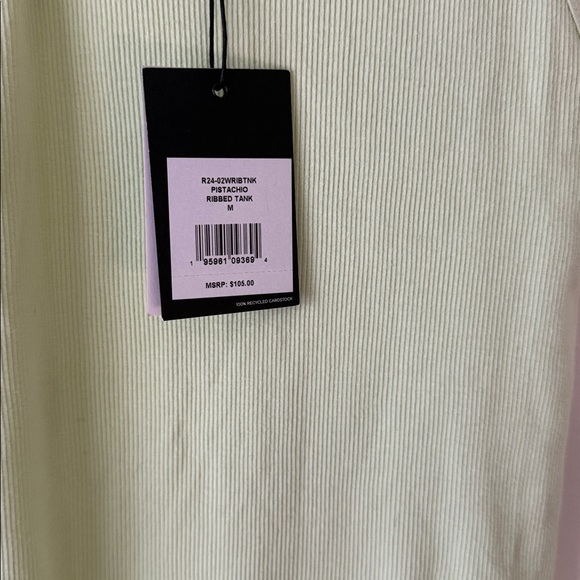 R24-02WRIBTNK
PISTACHIO
RIBBED TANK
M
1 95961 09369 4
MSRP: $105.00
100% RECYCLED CARDSTOCK